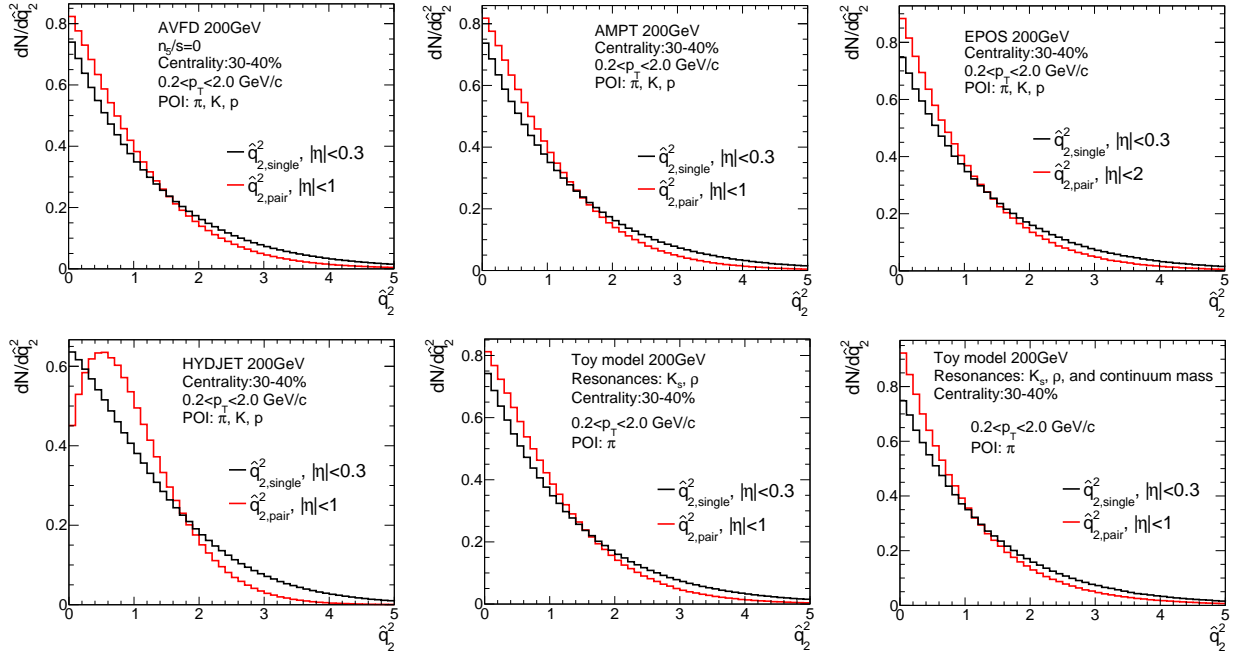 dN/dq̂²₂
0.8
0.6
0.4
0.2
0
0 1 2 3 4 5
q̂²₂
AVFD 200GeV
n₅/s=0
Centrality:30-40%
0.2<p_T<2.0 GeV/c
POI: π, K, p
q̂²₂,single, |η|<0.3
q̂²₂,pair, |η|<1
dN/dq̂²₂
0.8
0.6
0.4
0.2
0
0 1 2 3 4 5
q̂²₂
AMPT 200GeV
Centrality:30-40%
0.2<p_T<2.0 GeV/c
POI: π, K, p
q̂²₂,single, |η|<0.3
q̂²₂,pair, |η|<1
dN/dq̂²₂
0.8
0.6
0.4
0.2
0
0 1 2 3 4 5
q̂²₂
EPOS 200GeV
Centrality:30-40%
0.2<p_T<2.0 GeV/c
POI: π, K, p
q̂²₂,single, |η|<0.3
q̂²₂,pair, |η|<2
dN/dq̂²₂
0.6
0.4
0.2
0
0 1 2 3 4 5
q̂²₂
HYDJET 200GeV
Centrality:30-40%
0.2<p_T<2.0 GeV/c
POI: π, K, p
q̂²₂,single, |η|<0.3
q̂²₂,pair, |η|<1
dN/dq̂²₂
0.8
0.6
0.4
0.2
0
0 1 2 3 4 5
q̂²₂
Toy model 200GeV
Resonances: Kₛ, ρ
Centrality:30-40%
0.2<p_T<2.0 GeV/c
POI: π
q̂²₂,single, |η|<0.3
q̂²₂,pair, |η|<1
dN/dq̂²₂
0.8
0.6
0.4
0.2
0
0 1 2 3 4 5
q̂²₂
Toy model 200GeV
Resonances: Kₛ, ρ, and continuum mass
Centrality:30-40%
0.2<p_T<2.0 GeV/c
POI: π
q̂²₂,single, |η|<0.3
q̂²₂,pair, |η|<1